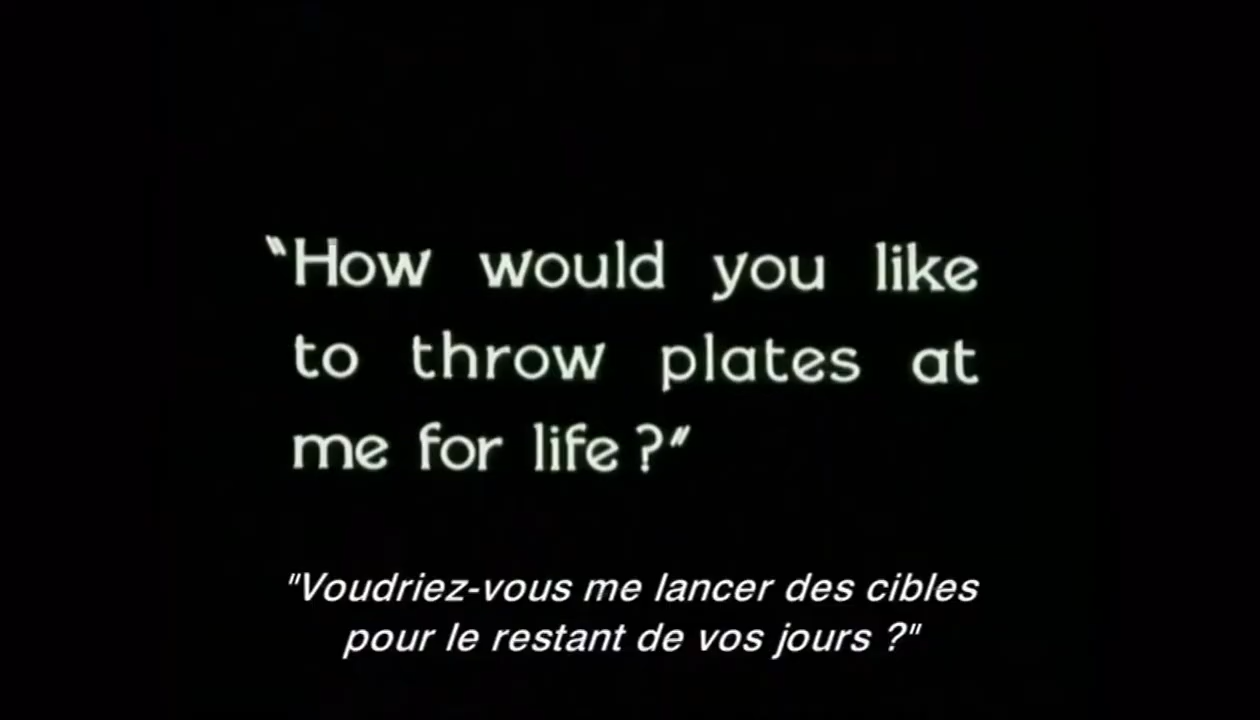 "How would you like
to throw plates at
me for life?"
"Voudriez-vous me lancer des cibles
pour le restant de vos jours ?"